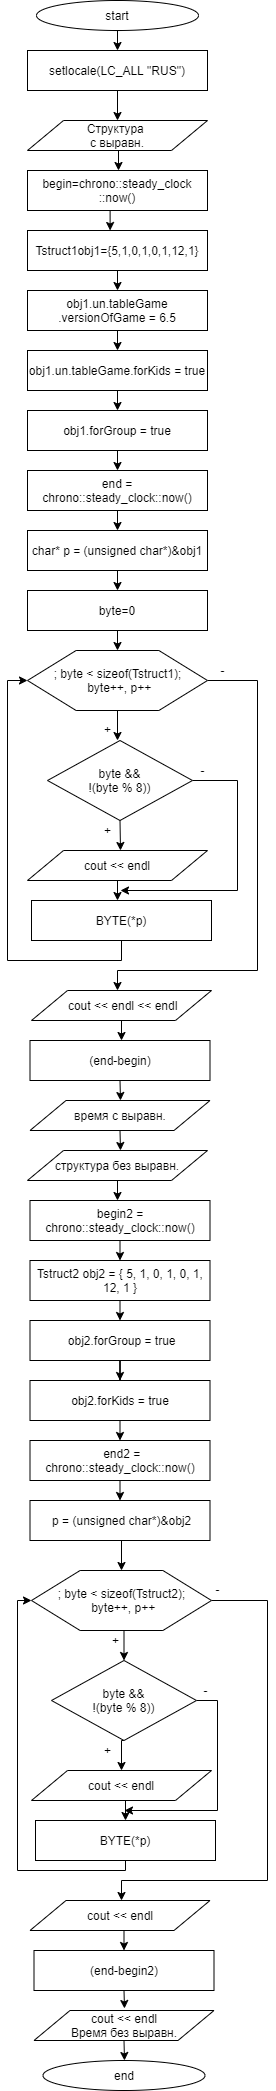 start
setlocale(LC_ALL "RUS")
Структура
с выравн.
begin=chrono::steady_clock
::now()
Tstruct1obj1={5,1,0,1,0,1,12,1}
obj1.un.tableGame
.versionOfGame = 6.5
obj1.un.tableGame.forKids = true
obj1.forGroup = true
end =
chrono::steady_clock::now()
char* p = (unsigned char*)&obj1
byte=0
; byte < sizeof(Tstruct1);
byte++, p++
-
+
byte &&
!(byte % 8))
-
+
cout << endl
BYTE(*p)
cout << endl << endl
(end-begin)
время с выравн.
структура без выравн.
begin2 =
chrono::steady_clock::now()
Tstruct2 obj2 = { 5, 1, 0, 1, 0, 1,
12, 1 }
obj2.forGroup = true
obj2.forKids = true
end2 =
chrono::steady_clock::now()
p = (unsigned char*)&obj2
; byte < sizeof(Tstruct2);
byte++, p++
-
+
byte &&
!(byte % 8))
-
+
cout << endl
BYTE(*p)
cout << endl
(end-begin2)
cout << endl
Время без выравн.
end